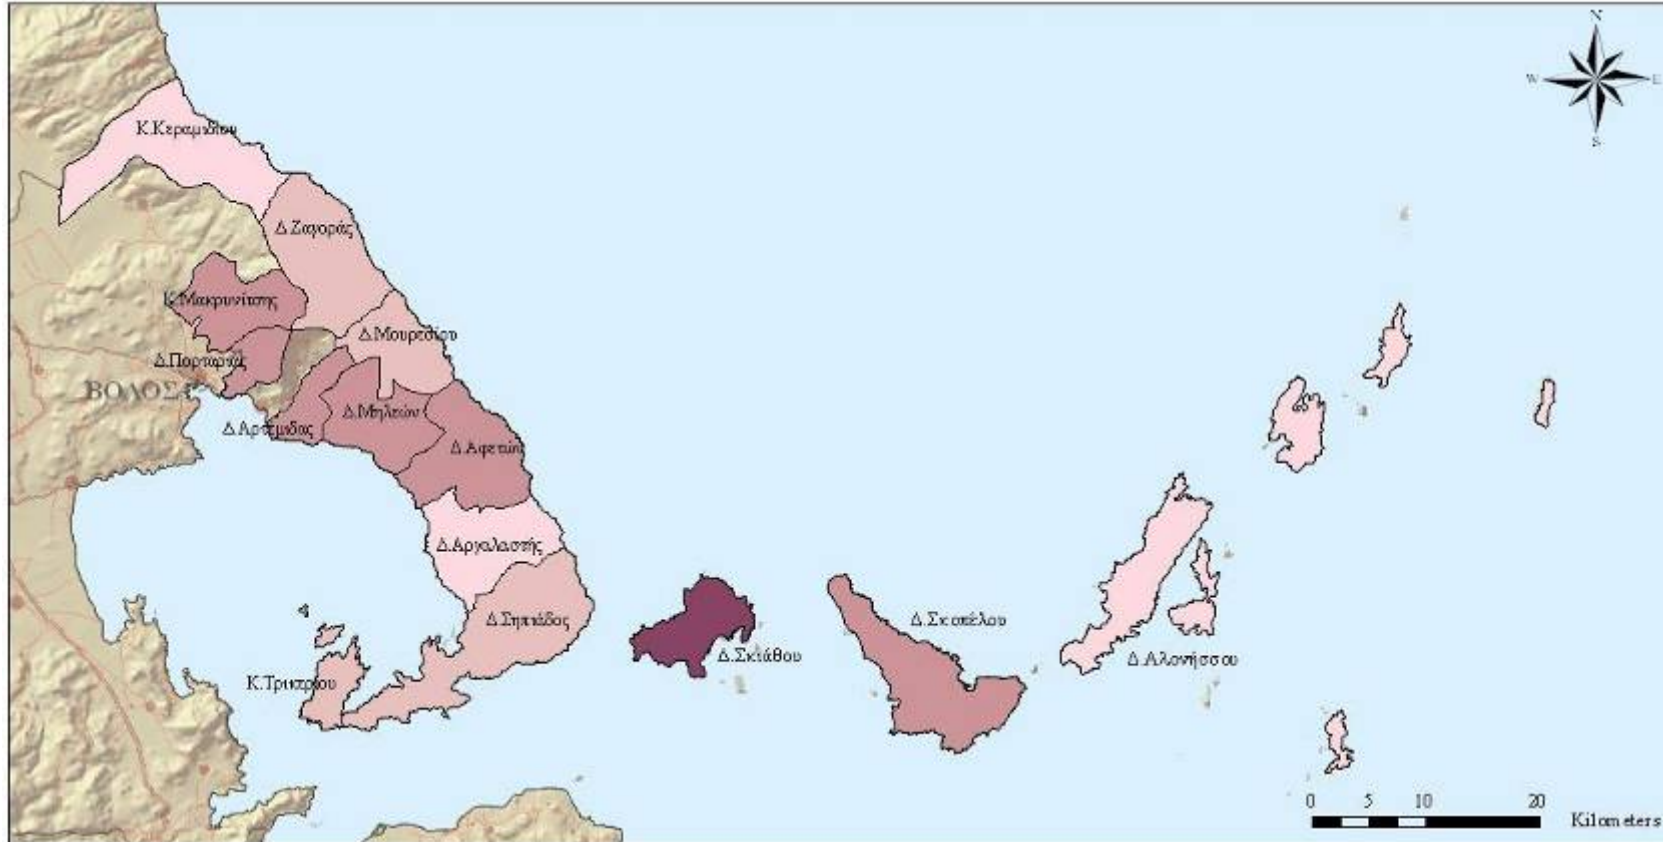 N
W E
S
Κ.Κεραμιδίου
Δ.Ζαγοράς
Κ.Μακρυνίτσης
Δ.Μουρεσίου
Δ.Πορταριάς
ΒΟΛΟΣ
Δ.Μηλεών
Δ.Αρτέμιδας
Δ.Αφετών
Δ.Αργαλαστής
Δ.Σηπιάδος
Δ.Σκοπέλου
Δ.Σκιάθου
Δ.Αλονήσσου
Κ.Τρικερίου
0 5 10 20
Kilometers